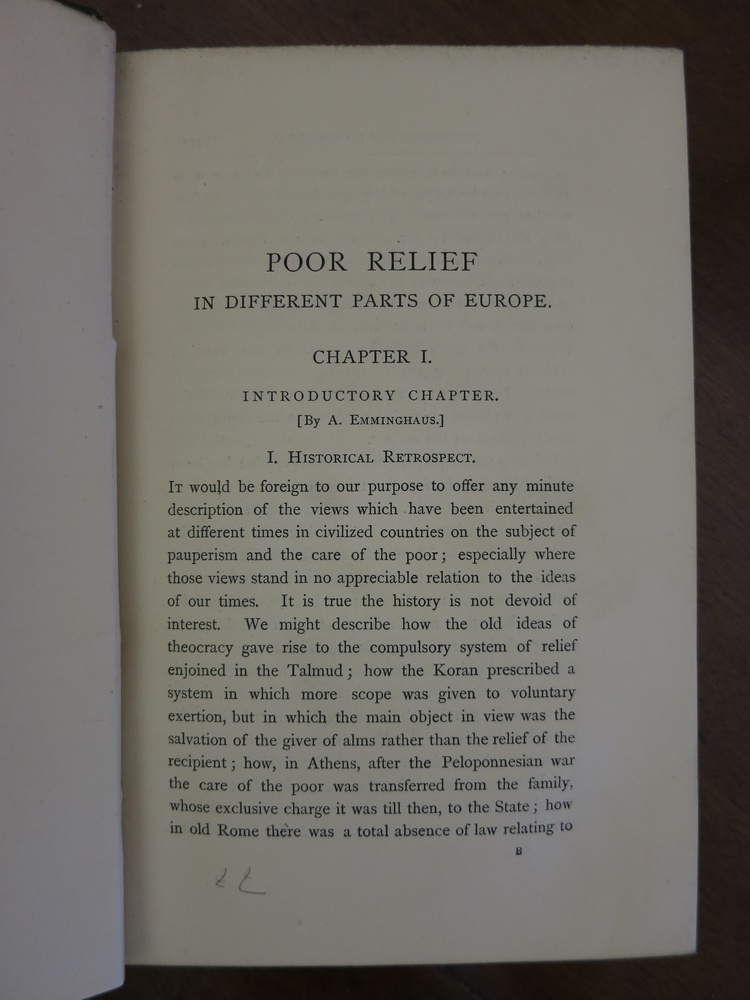 POOR RELIEF
IN DIFFERENT PARTS OF EUROPE.
CHAPTER I.
INTRODUCTORY CHAPTER.
[By A. EMMINGHAUS.]
I. HISTORICAL RETROSPECT.
IT would be foreign to our purpose to offer any minute
description of the views which have been entertained
at different times in civilized countries on the subject of
pauperism and the care of the poor; especially where
those views stand in no appreciable relation to the ideas
of our times. It is true the history is not devoid of
interest. We might describe how the old ideas of
theocracy gave rise to the compulsory system of relief
enjoined in the Talmud; how the Koran prescribed a
system in which more scope was given to voluntary
exertion, but in which the main object in view was the
salvation of the giver of alms rather than the relief of the
recipient; how, in Athens, after the Peloponnesian war
the care of the poor was transferred from the family,
whose exclusive charge it was till then, to the State; how
in old Rome there was a total absence of law relating to
B